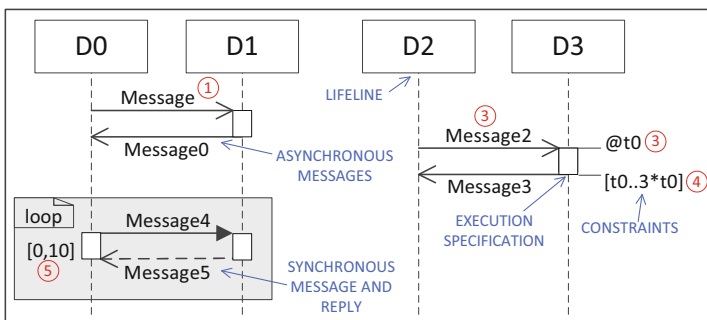 D0 D1 D2 D3
Message ①
LIFELINE
Message0
ASYNCHRONOUS
MESSAGES
③
Message2
@t0 ③
Message3
[t0..3*t0] ④
EXECUTION
SPECIFICATION
CONSTRAINTS
loop
Message4
[0,10]
⑤
Message5
SYNCHRONOUS
MESSAGE AND
REPLY